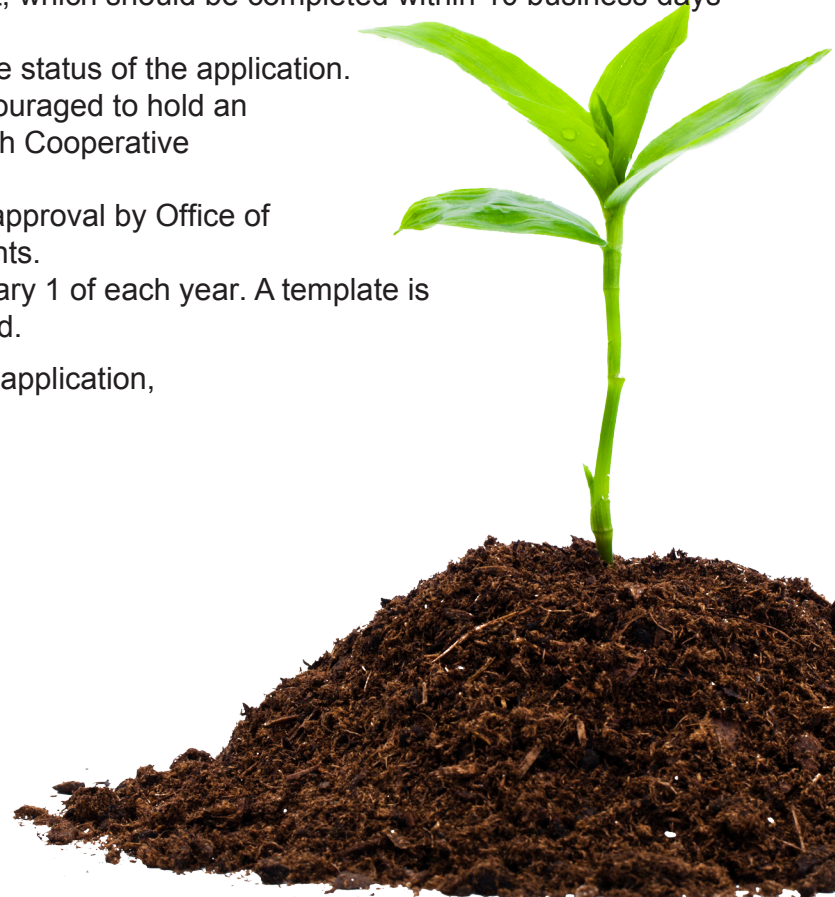 which should be completed within 10 business days
e status of the application.
ouraged to hold an
h Cooperative
approval by Office of
nts.
ary 1 of each year. A template is
d.
application,